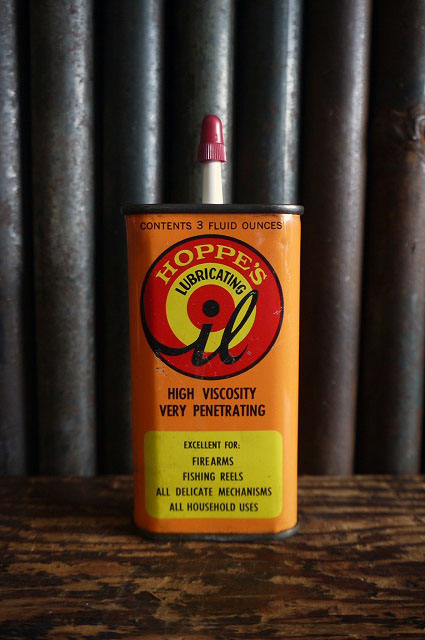 CONTENTS 3 FLUID OUNCES
HOPPE'S
LUBRICATING
Oil
HIGH VISCOSITY
VERY PENETRATING
EXCELLENT FOR:
FIREARMS
FISHING REELS
ALL DELICATE MECHANISMS
ALL HOUSEHOLD USES